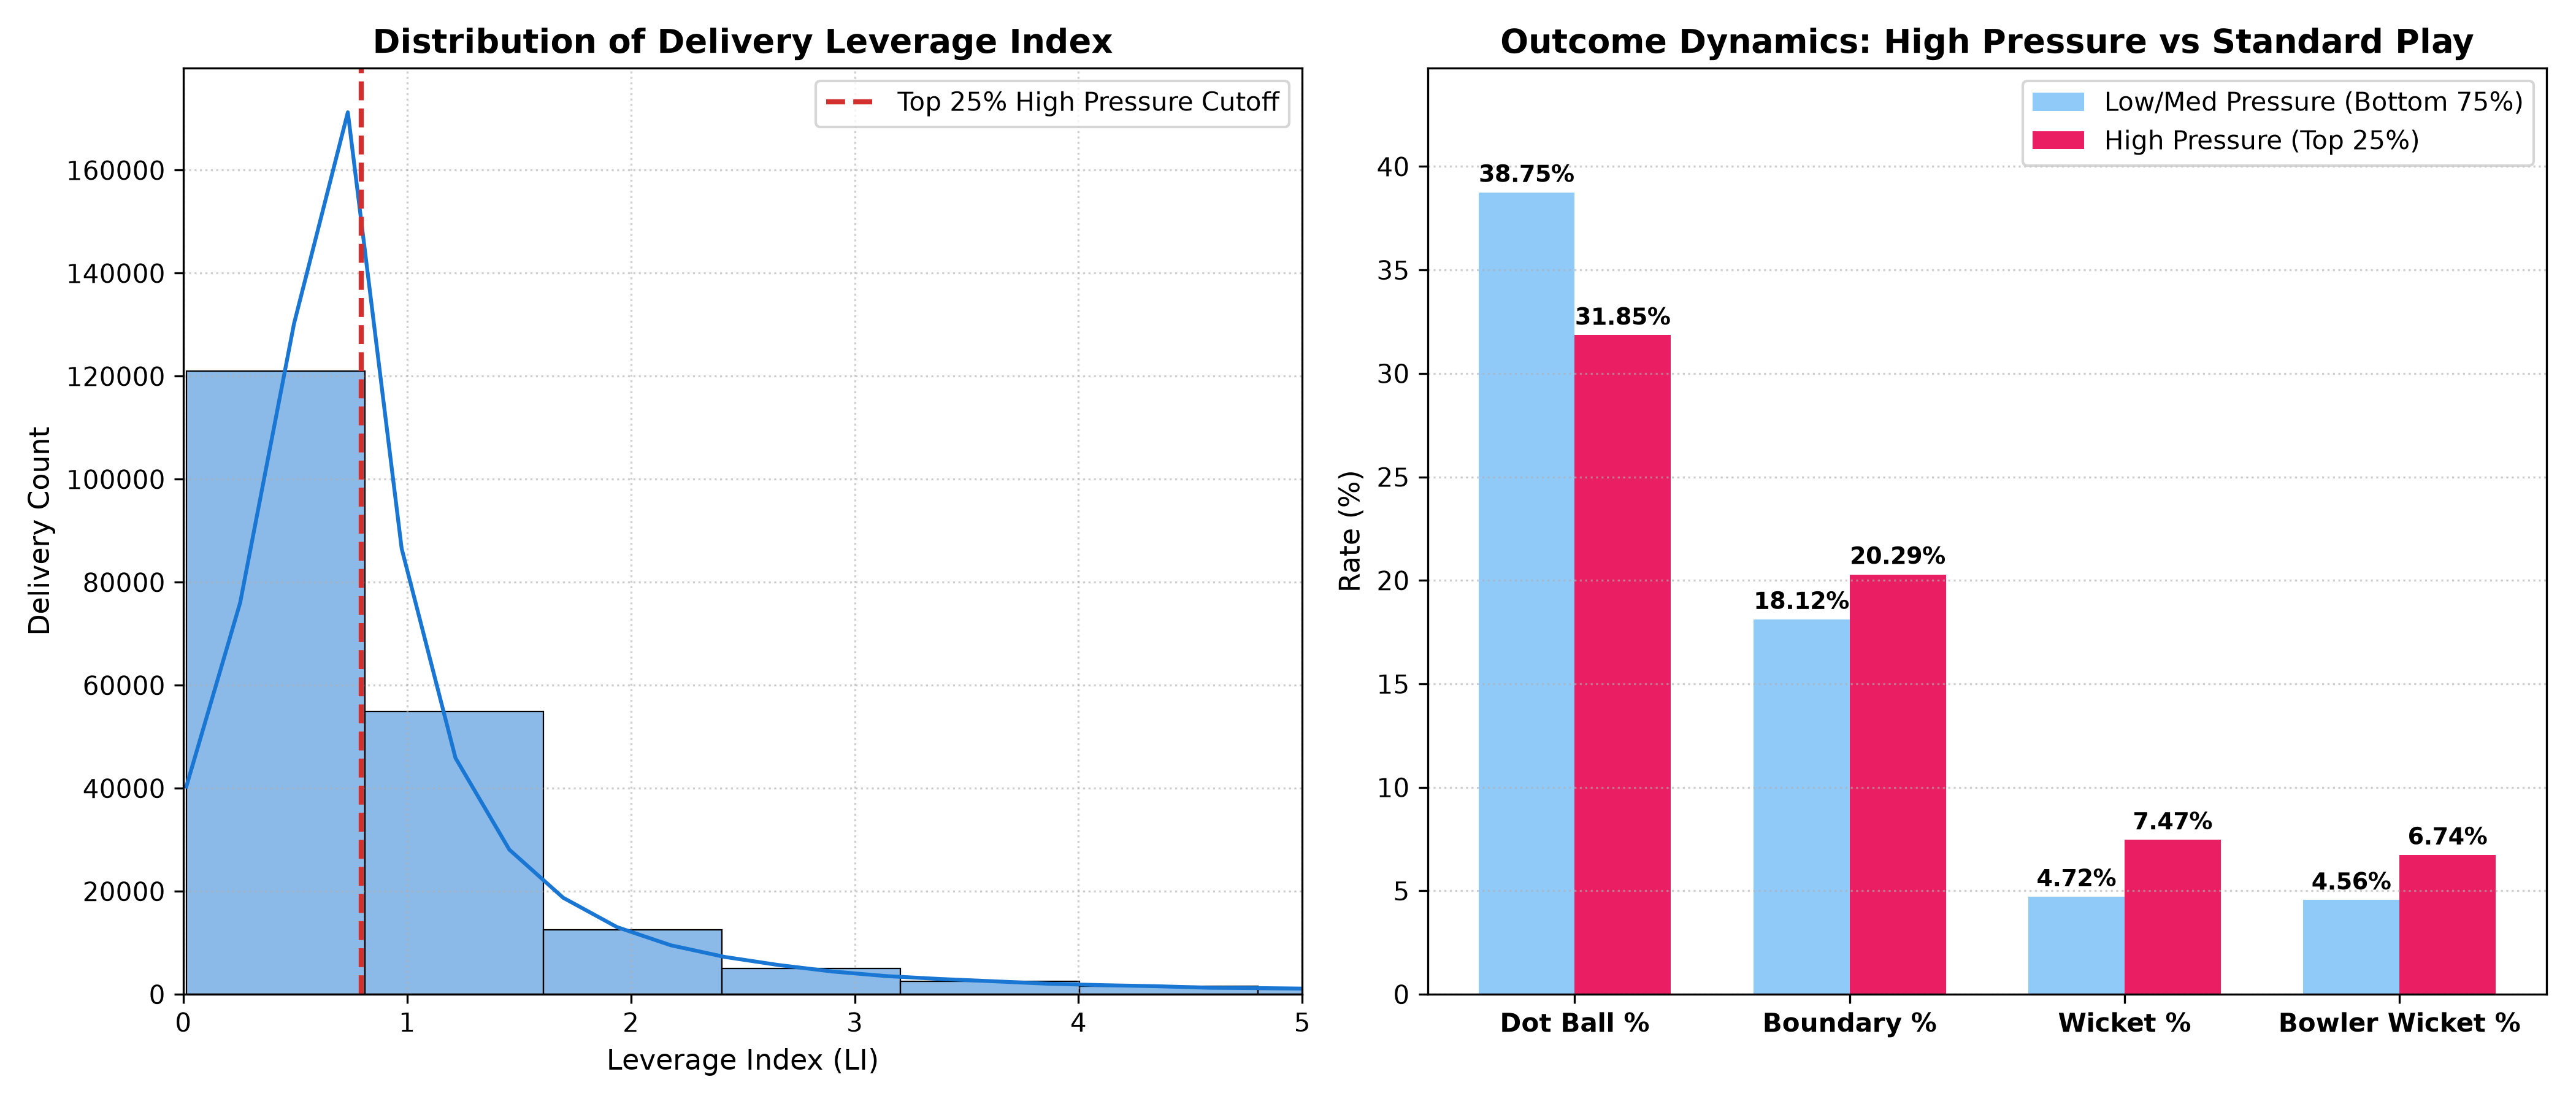 Distribution of Delivery Leverage Index
Top 25% High Pressure Cutoff
Delivery Count
160000
140000
120000
100000
80000
60000
40000
20000
0
0 1 2 3 4 5
Leverage Index (LI)
Outcome Dynamics: High Pressure vs Standard Play
Low/Med Pressure (Bottom 75%)
High Pressure (Top 25%)
Rate (%)
40
35
30
25
20
15
10
5
0
38.75%
31.85%
18.12%
20.29%
4.72%
7.47%
4.56%
6.74%
Dot Ball % Boundary % Wicket % Bowler Wicket %